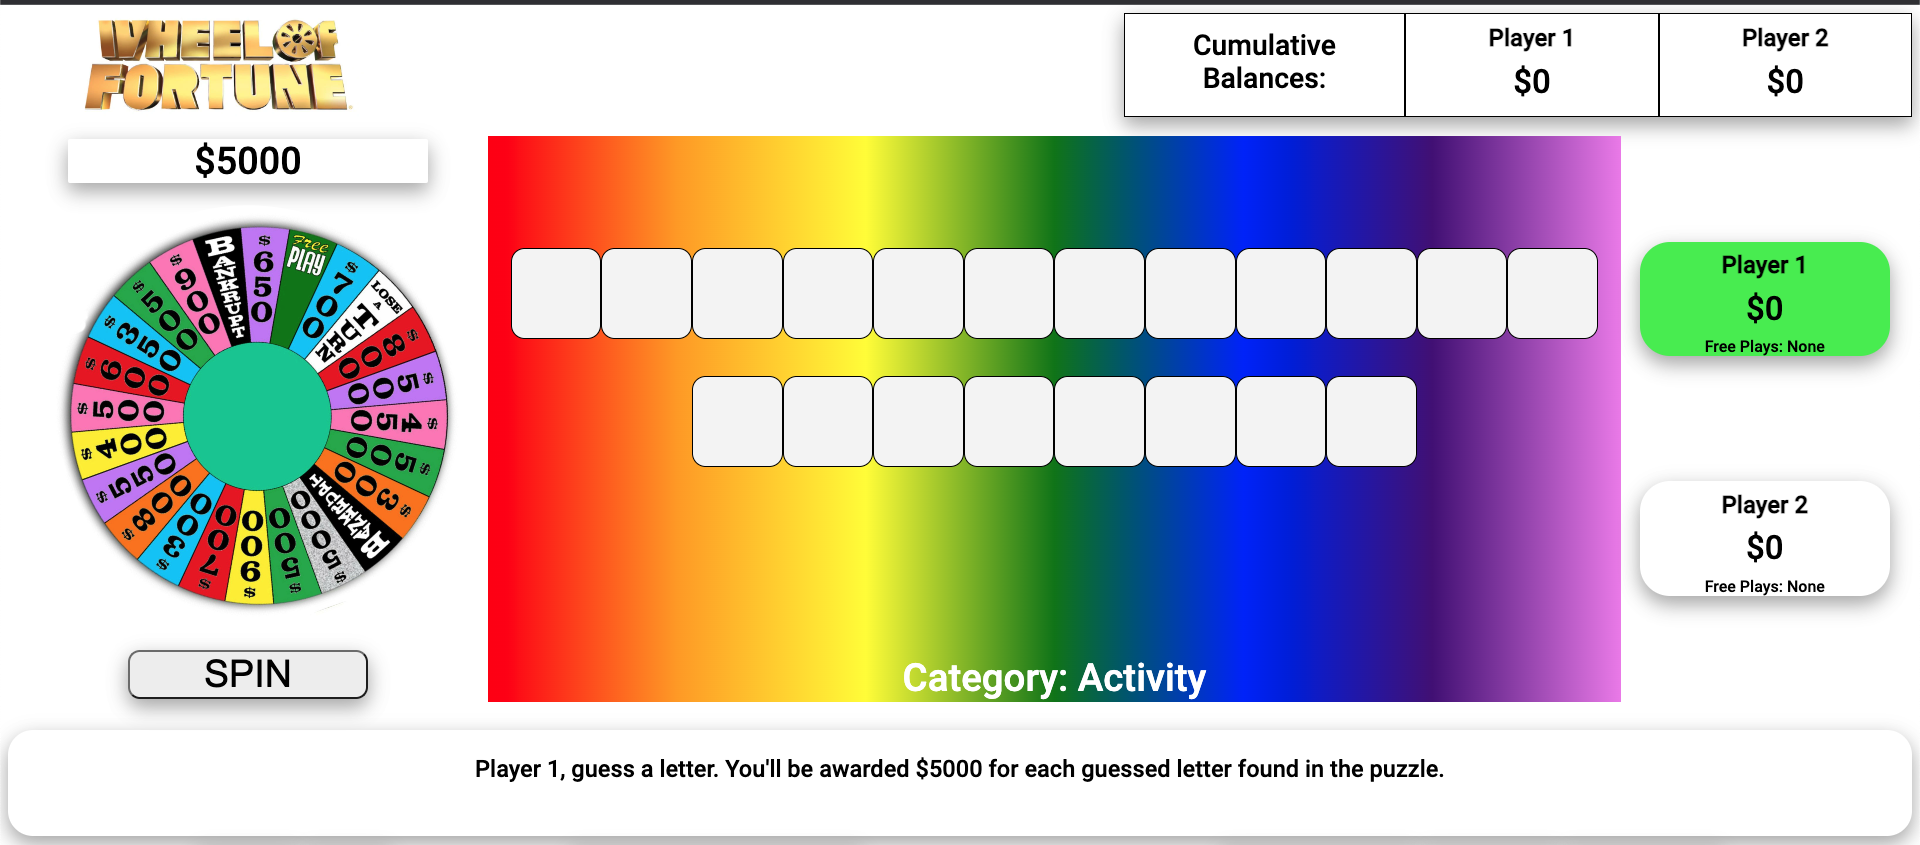 WHEEL OF
FORTUNE
Cumulative
Balances:
Player 1
$0
Player 2
$0
$5000
$650
Free
PLAY
$700
LOSE
A
TURN
$800
$500
$450
$500
$300
BANKRUPT
$5000
$500
$900
$700
$300
$800
$550
$400
$500
$600
$350
$500
$900
BANKRUPT
SPIN
Category: Activity
Player 1
$0
Free Plays: None
Player 2
$0
Free Plays: None
Player 1, guess a letter. You'll be awarded $5000 for each guessed letter found in the puzzle.